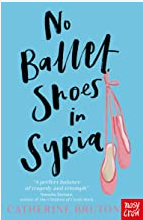 No
Ballet
Shoes
in
Syria
"A perfect balance
of tragedy and triumph"
CATHERINE BRUTON
nosy
crow